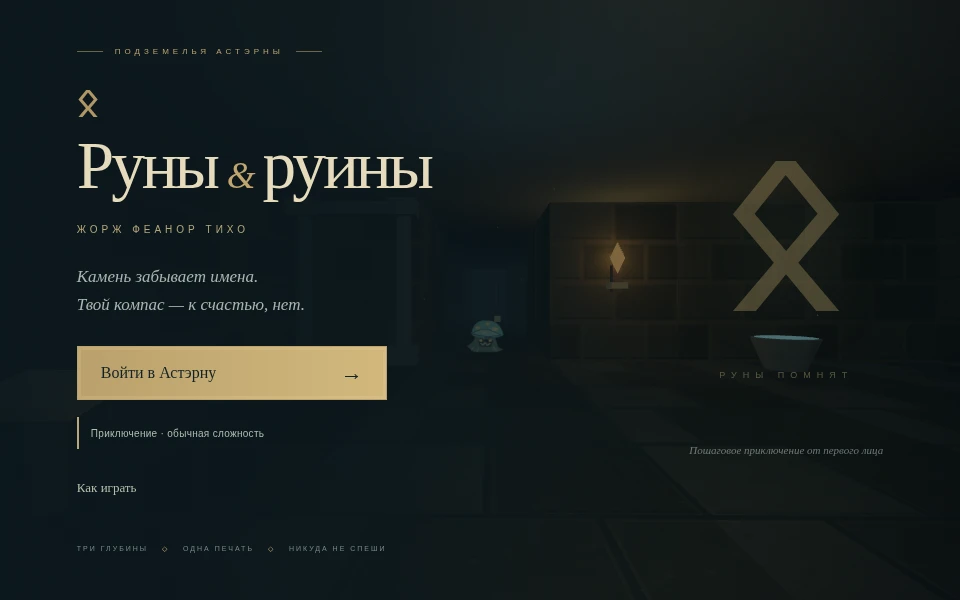 ПОДЗЕМЕЛЬЯ АСТЭРНЫ
Руны & руины
ЖОРЖ ФЕАНОР ТИХО
Камень забывает имена.
Твой компас — к счастью, нет.
Войти в Астэрну →
Приключение · обычная сложность
Как играть
ТРИ ГЛУБИНЫ ◇ ОДНА ПЕЧАТЬ ◇ НИКУДА НЕ СПЕШИ
РУНЫ ПОМНЯТ
Пошаговое приключение от первого лица